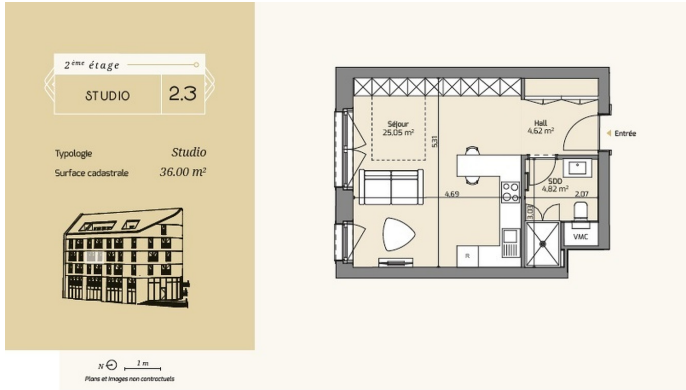 2ème étage
STUDIO 2.3
Typologie Studio
Surface cadastrale 36.00 m²
N 1 m
Plans et images non contractuels
Séjour
25,05 m²
Hall
4.62 m²
Entrée
5.31
SDD
4.82 m²
4.69
2.07
3.03
VMC
R